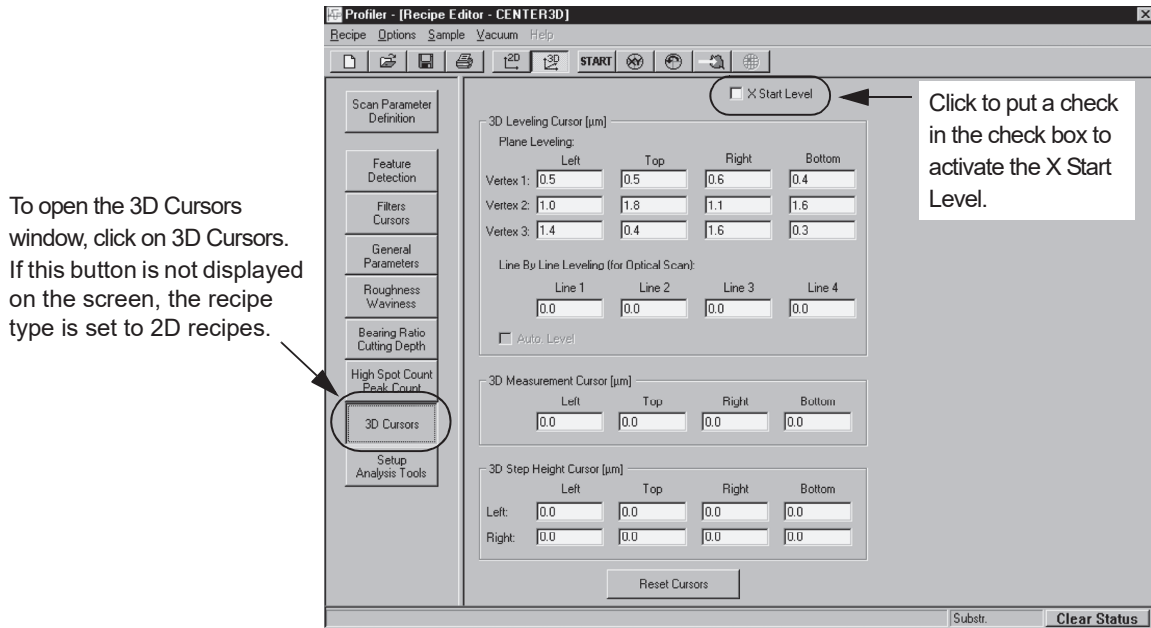 Profiler - [Recipe Editor - CENTER3D]
Recipe Options Sample Vacuum Help
2D 3D START XY
To open the 3D Cursors
window, click on 3D Cursors.
If this button is not displayed
on the screen, the recipe
type is set to 2D recipes.
Scan Parameter
Definition
Feature
Detection
Filters
Cursors
General
Parameters
Roughness
Waviness
Bearing Ratio
Cutting Depth
High Spot Count
Peak Count
3D Cursors
Setup
Analysis Tools
X Start Level
Click to put a check
in the check box to
activate the X Start
Level.
3D Leveling Cursor [µm]
Plane Leveling:
Left Top Right Bottom
Vertex 1: 0.5 0.5 0.6 0.4
Vertex 2: 1.0 1.8 1.1 1.6
Vertex 3: 1.4 0.4 1.6 0.3
Line By Line Leveling (for Optical Scan):
Line 1 Line 2 Line 3 Line 4
0.0 0.0 0.0 0.0
Auto. Level
3D Measurement Cursor [µm]
Left Top Right Bottom
0.0 0.0 0.0 0.0
3D Step Height Cursor [µm]
Left Top Right Bottom
Left: 0.0 0.0 0.0 0.0
Right: 0.0 0.0 0.0 0.0
Reset Cursors
Substr. Clear Status